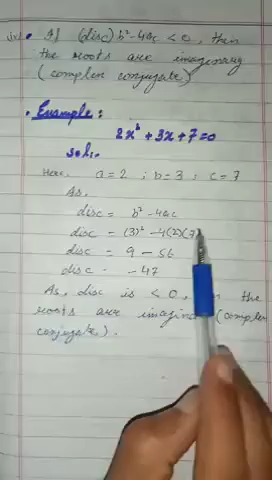 • If (disc) b²-4ac < 0, then
the roots are imaginary
(complex conjugate)
• Example:
2x² + 3x + 7 = 0
sol:.
Here, a = 2 ; b = 3 ; c = 7
As,
disc = b² - 4ac
disc = (3)² - 4(2)(7
disc = 9 - 56
disc = -47
As, disc is < 0, the
roots are imagin (complex
conjugate).